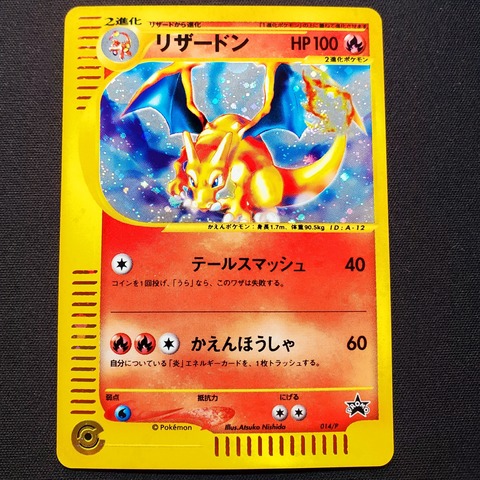 2進化
リザードから進化
リザードン
HP100
2進化ポケモン
かえんポケモン：身長1.7m、体重90.5kg ID:A-12
テールスマッシュ 40
コインを1回投げ、「うら」なら、このワザは失敗する。
かえんほうしゃ 60
自分についている「炎」エネルギーカードを、1枚トラッシュする。
弱点 抵抗力 にげる
PROMO
©Pokémon Illus.Atsuko Nishido 014/P